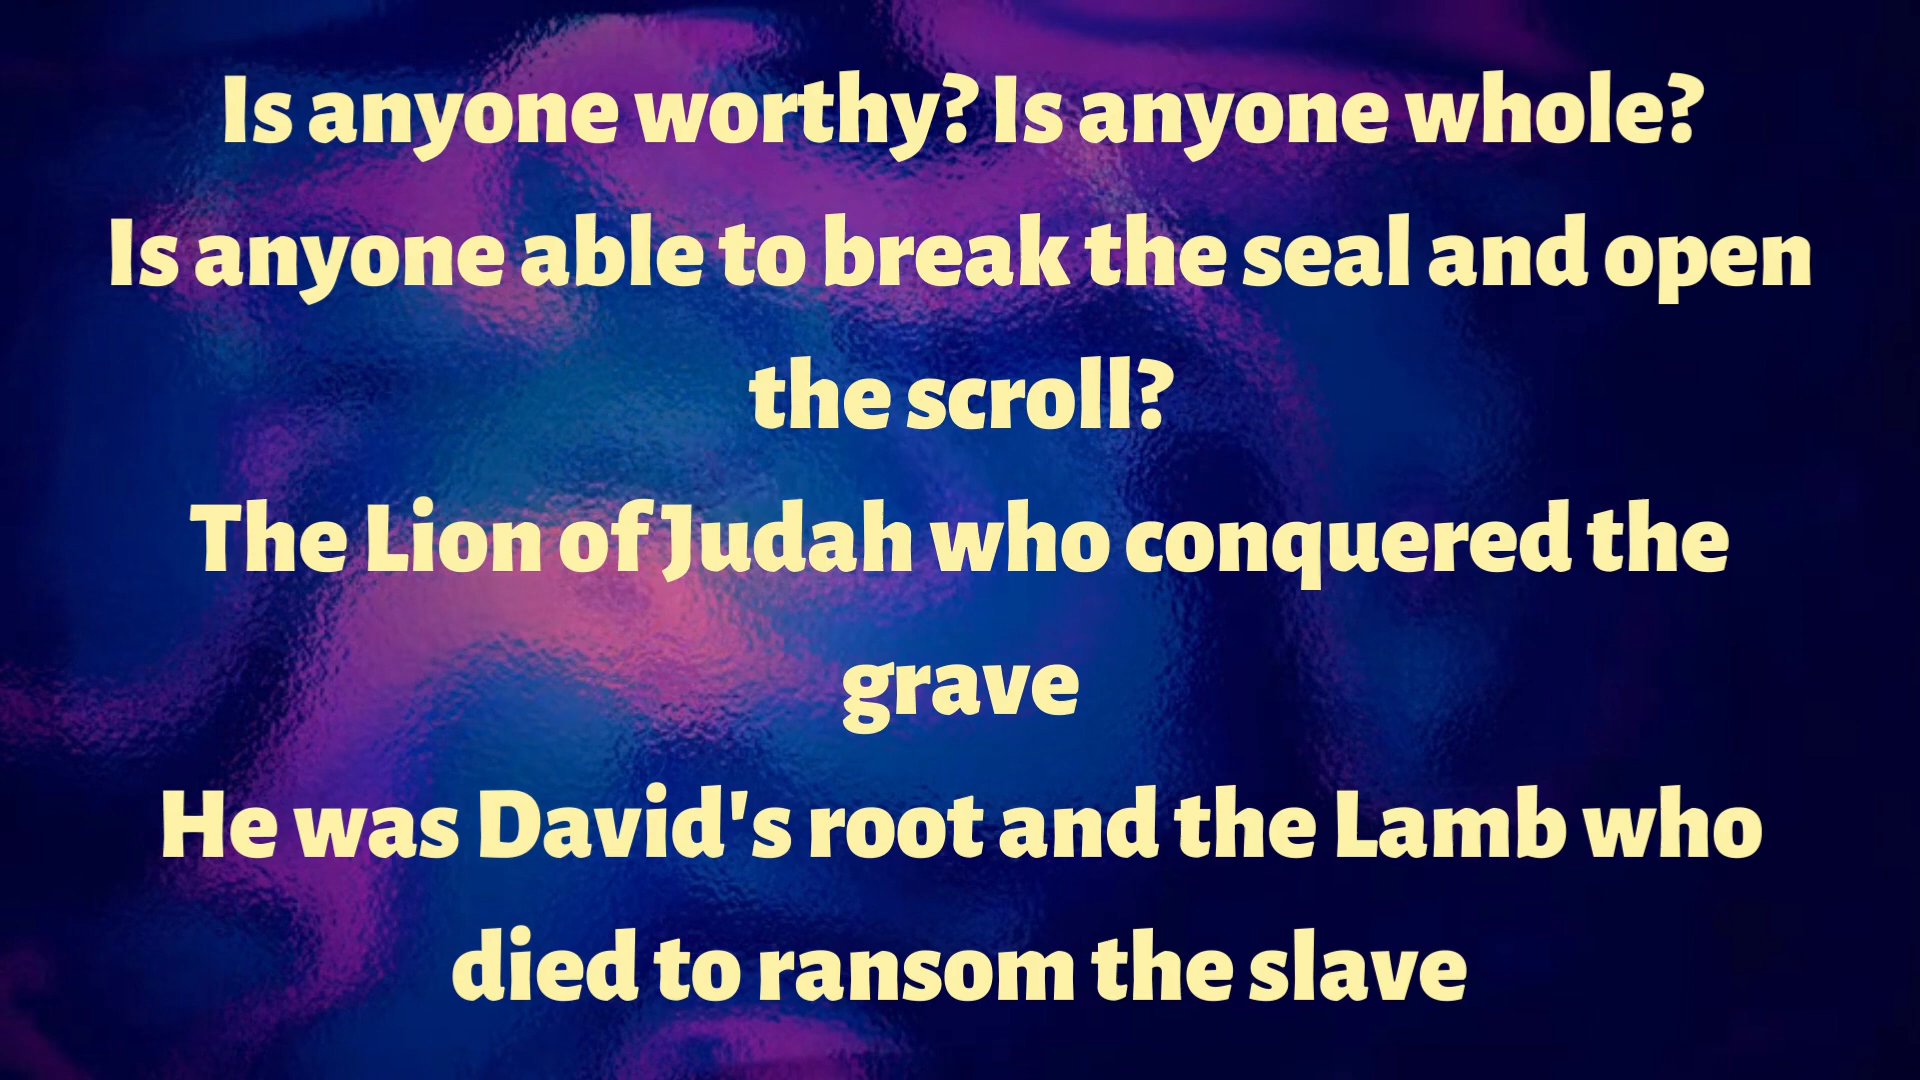 Is anyone worthy? Is anyone whole?
Is anyone able to break the seal and open
the scroll?
The Lion of Judah who conquered the
grave
He was David's root and the Lamb who
died to ransom the slave